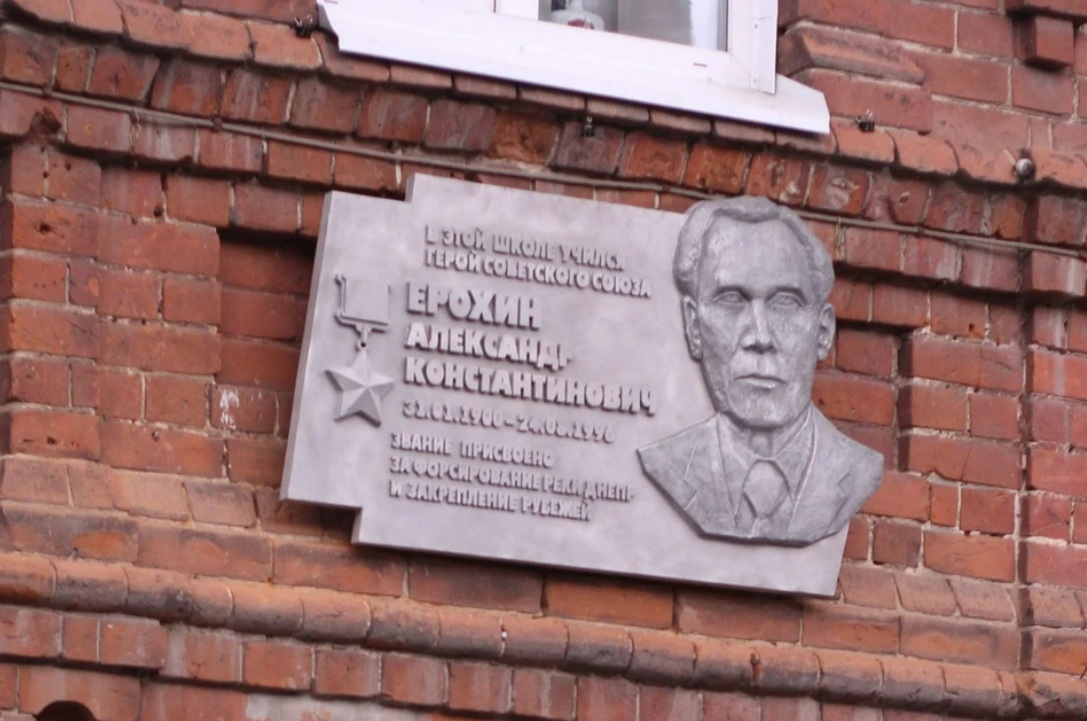 В ЭТОЙ ШКОЛЕ УЧИЛСЯ
ГЕРОЙ СОВЕТСКОГО СОЮЗА
ЕРОХИН
АЛЕКСАНДР
КОНСТАНТИНОВИЧ
ЗВАНИЕ ПРИСВОЕНО
ЗА ФОРСИРОВАНИЕ РЕКИ ДНЕПР
И ЗАКРЕПЛЕНИЕ РУБЕЖЕЙ